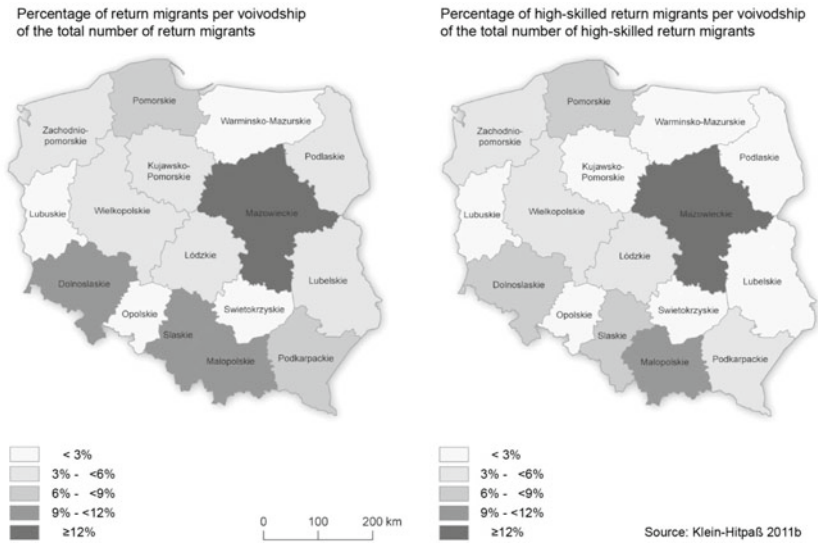 Percentage of return migrants per voivodship
of the total number of return migrants
Pomorskie
Warminsko-Mazurskie
Zachodnio-
pomorskie
Podlaskie
Kujawsko-
Pomorskie
Lubuskie
Wielkopolskie
Mazowieckie
Lódzkie
Dolnoslaskie
Lubelskie
Opolskie
Swietokrzyskie
Slaskie
Malopolskie
Podkarpackie
< 3%
3% - <6%
6% - <9%
9% - <12%
≥12%
0 100 200 km
Percentage of high-skilled return migrants per voivodship
of the total number of high-skilled return migrants
Pomorskie
Warminsko-Mazurskie
Zachodnio-
pomorskie
Podlaskie
Kujawsko-
Pomorskie
Lubuskie
Wielkopolskie
Mazowieckie
Lódzkie
Dolnoslaskie
Lubelskie
Opolskie
Swietokrzyskie
Slaskie
Malopolskie
Podkarpackie
< 3%
3% - <6%
6% - <9%
9% - <12%
≥12%
Source: Klein-Hitpaß 2011b